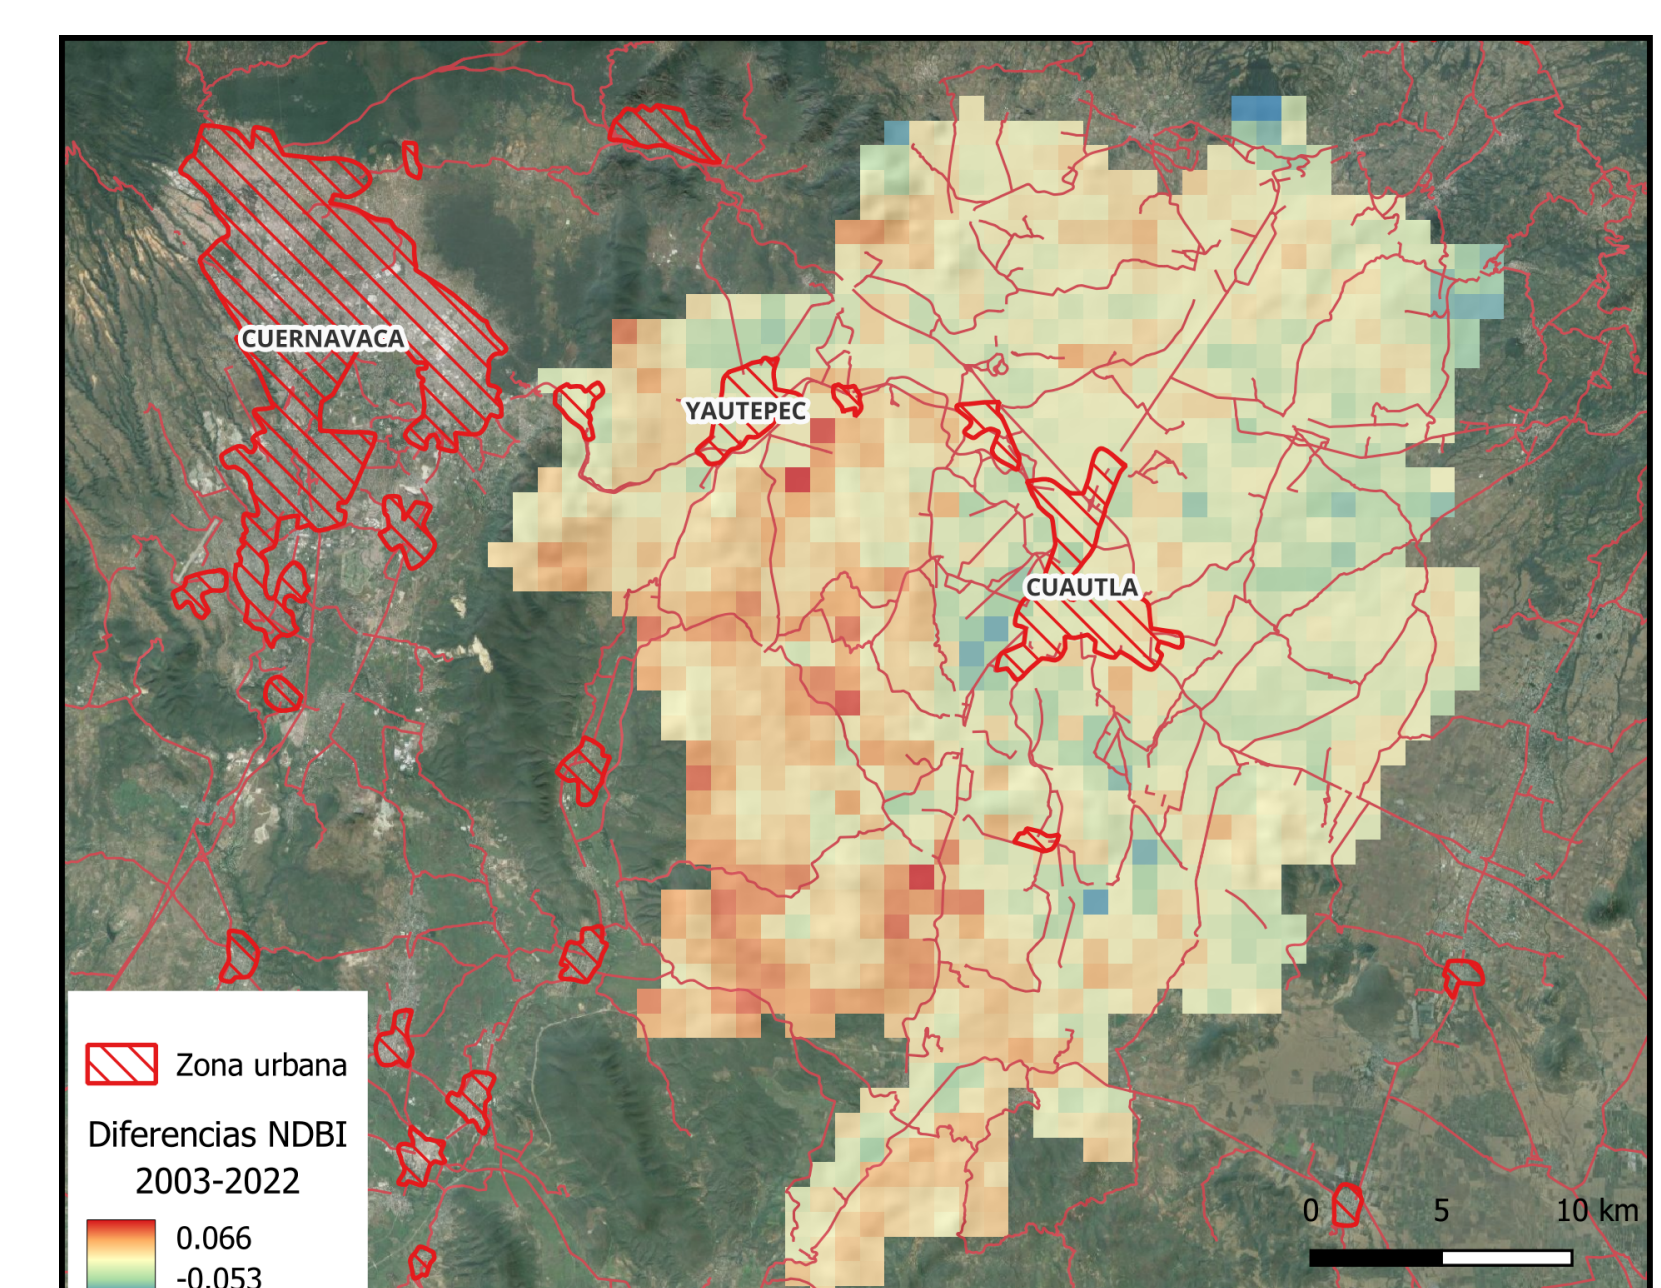 CUERNAVACA
YAUTEPEC
CUAUTLA
Zona urbana
Diferencias NDBI
2003-2022
0.066
-0.053
0 5 10 km